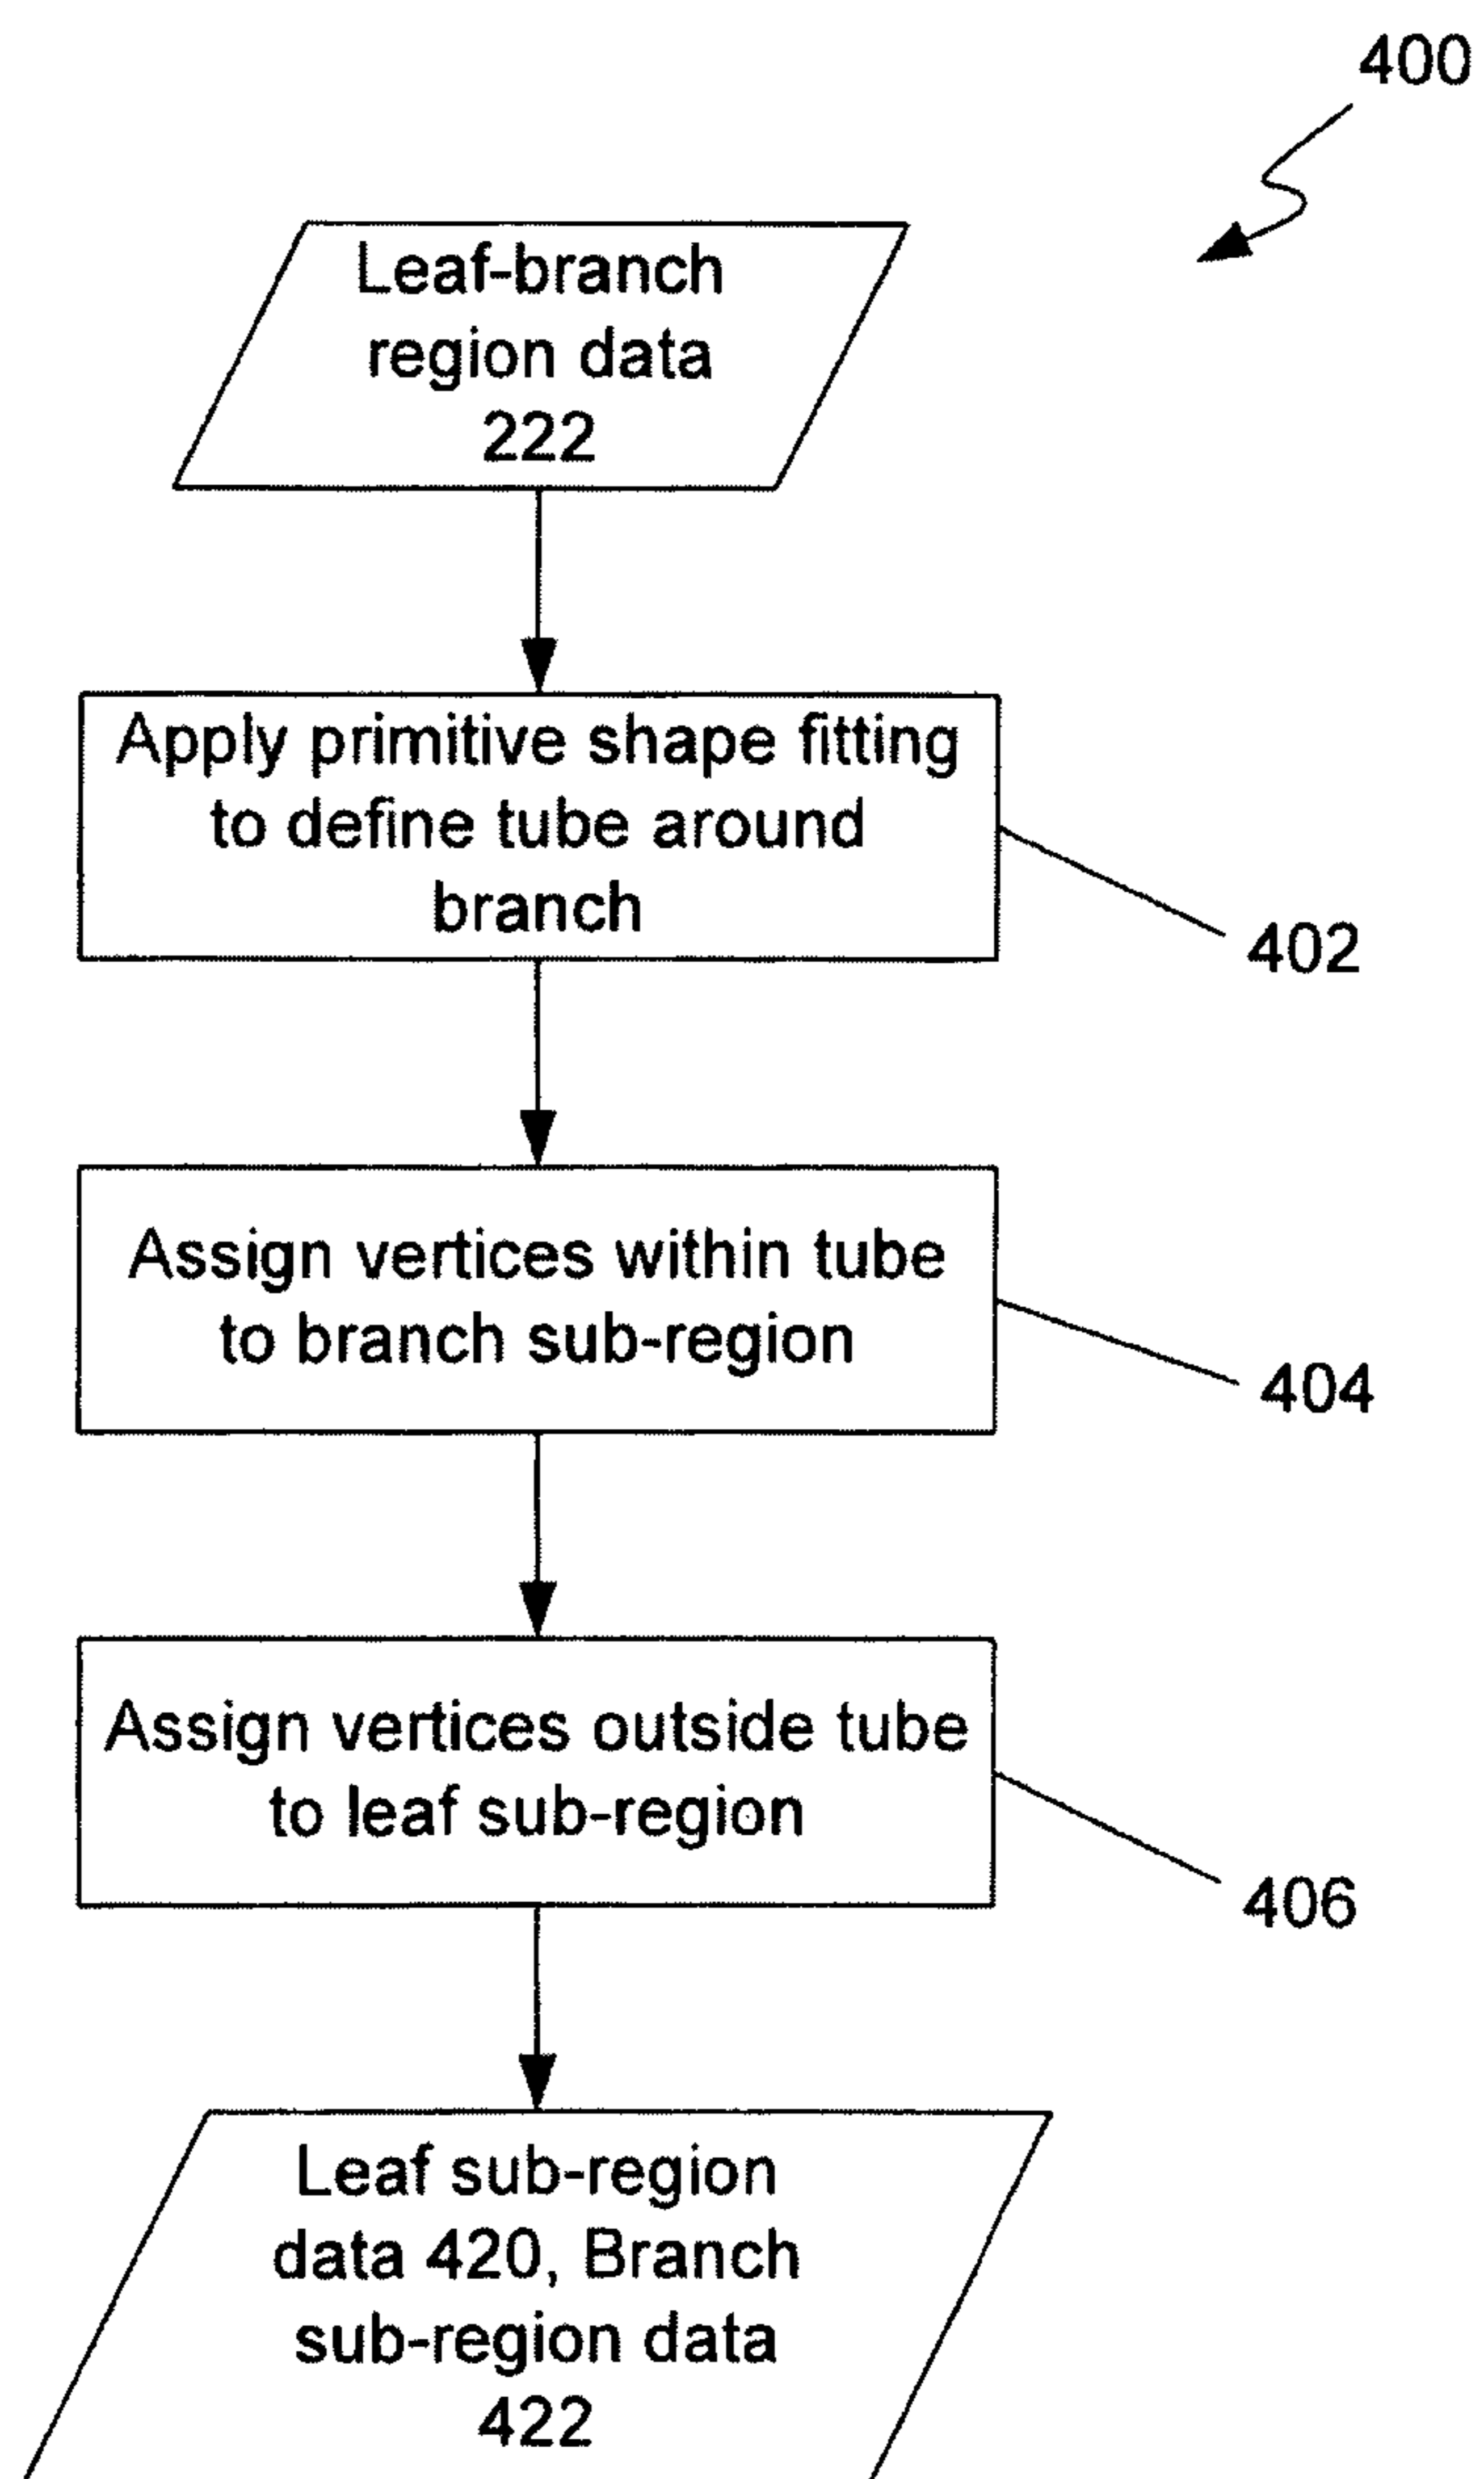 400
Leaf-branch
region data
222
Apply primitive shape fitting
to define tube around
branch
402
Assign vertices within tube
to branch sub-region
404
Assign vertices outside tube
to leaf sub-region
406
Leaf sub-region
data 420, Branch
sub-region data
422